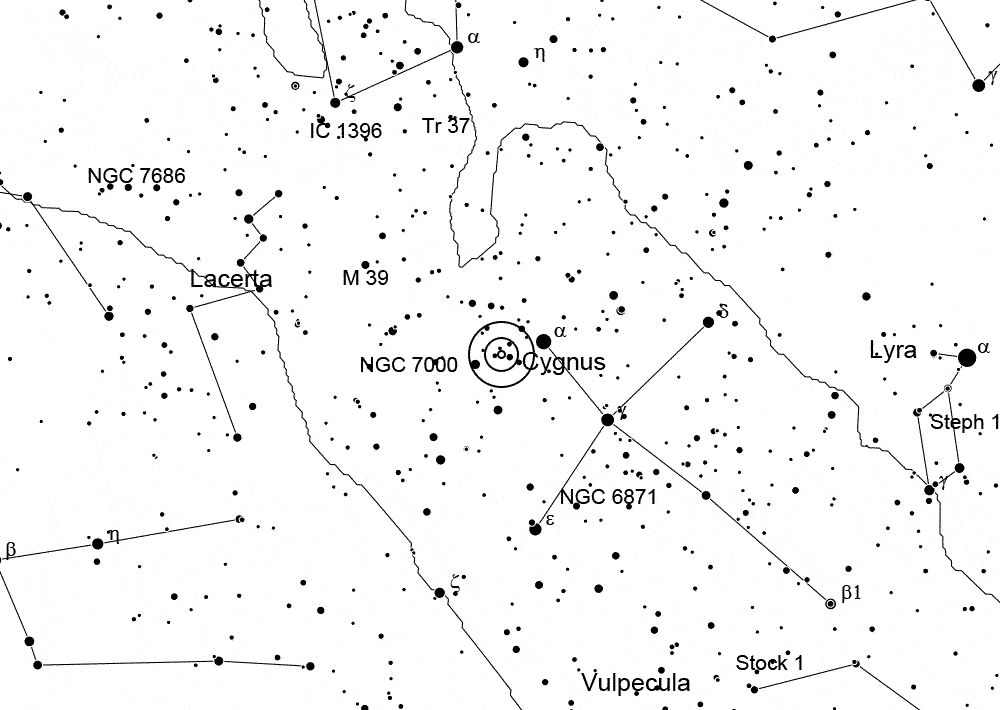 α
η
γ
ζ
IC 1396
Tr 37
NGC 7686
Lacerta
M 39
δ
α
NGC 7000
Cygnus
Lyra
α
γ
Steph 1
γ
NGC 6871
ε
β
η
ζ
β1
Stock 1
Vulpecula